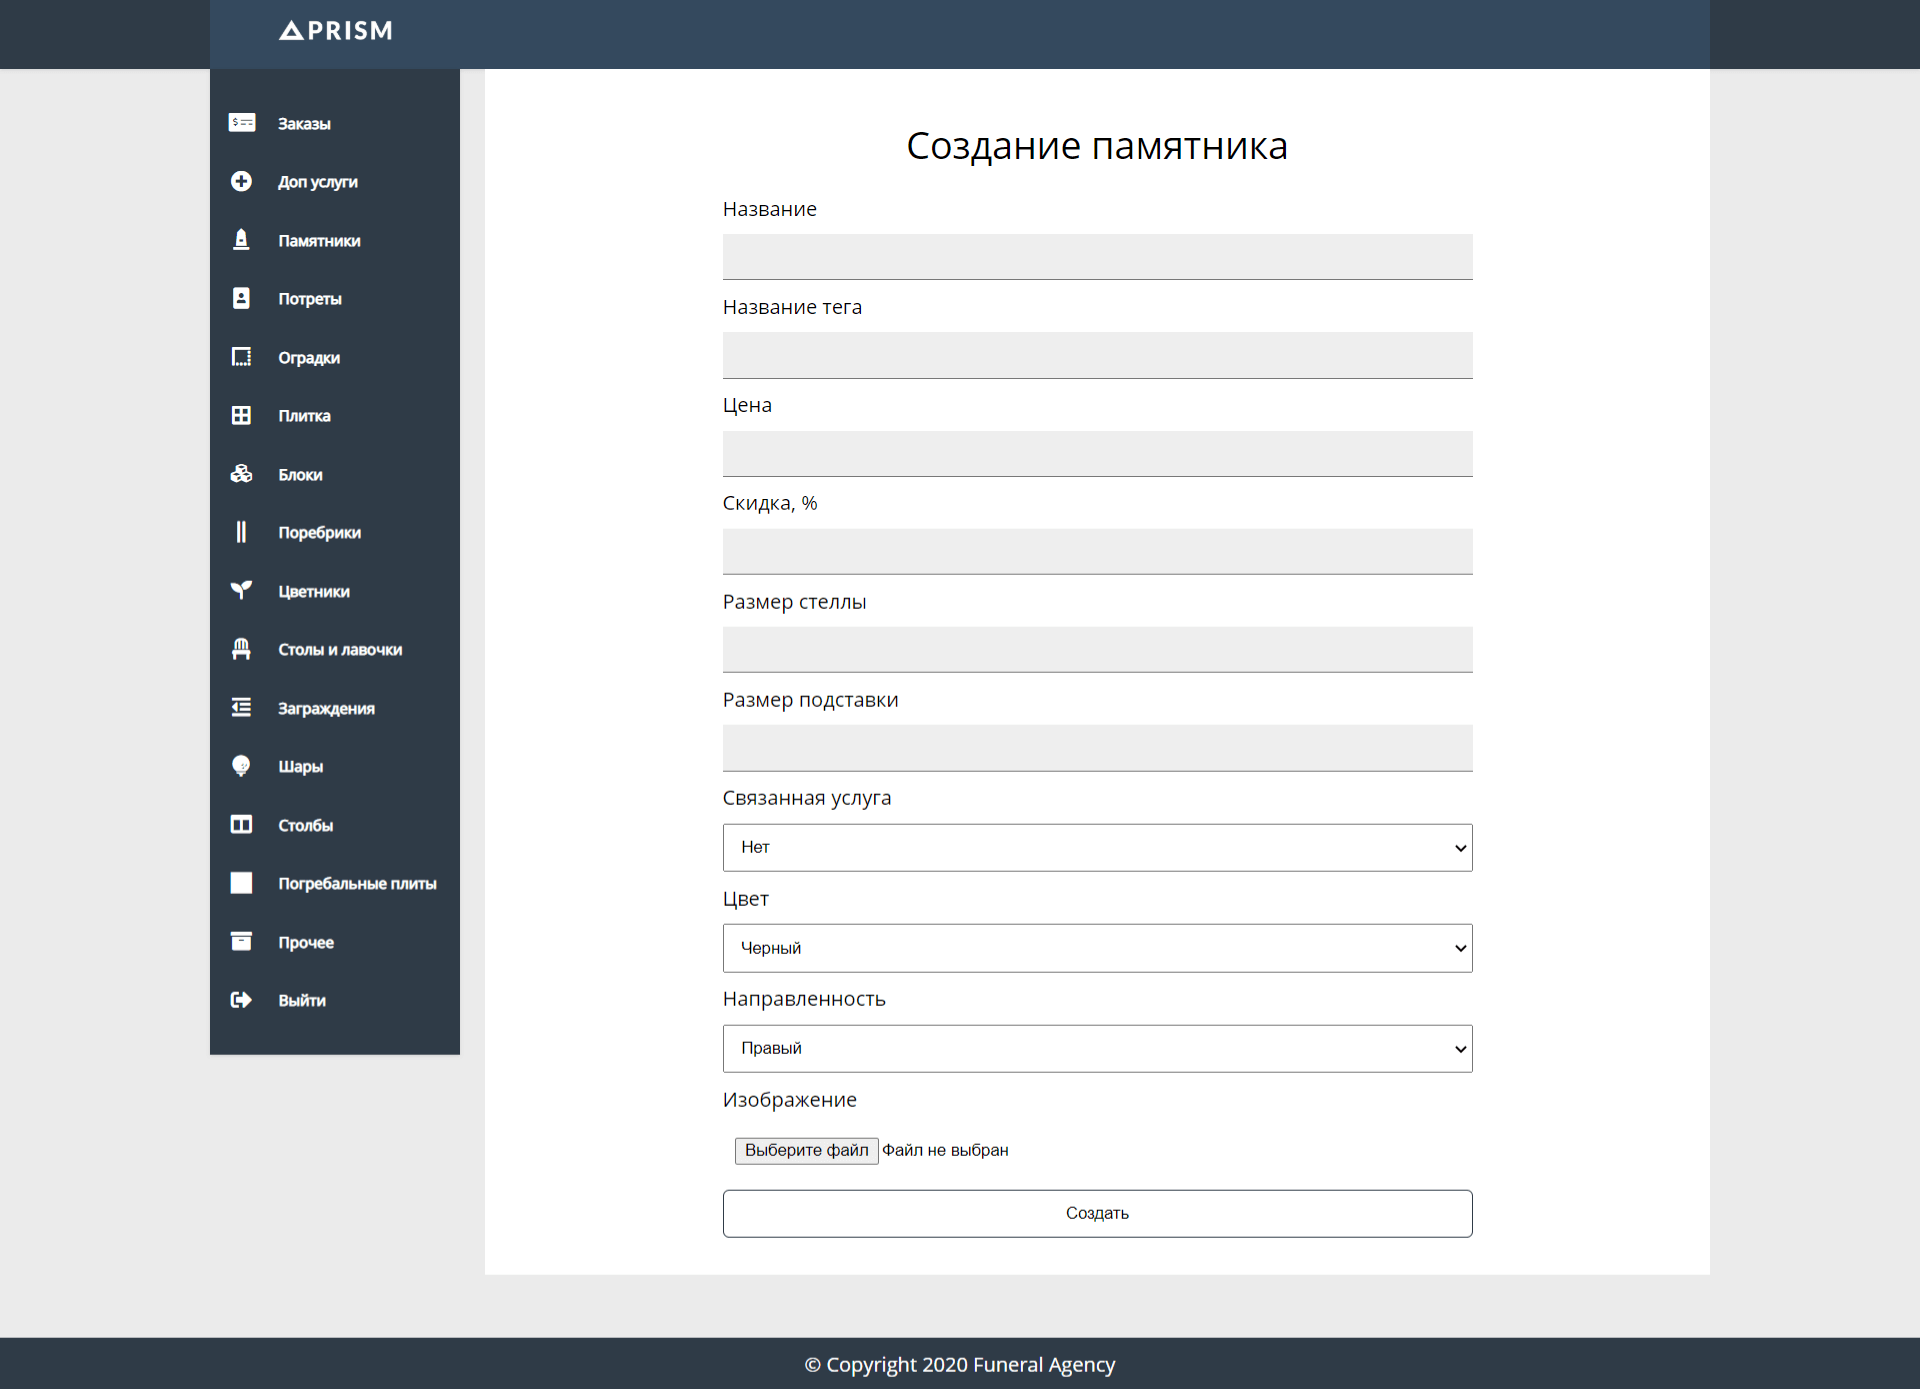 PRISM
Заказы
Доп услуги
Памятники
Потреты
Оградки
Плитка
Блоки
Поребрики
Цветники
Столы и лавочки
Заграждения
Шары
Столбы
Погребальные плиты
Прочее
Выйти
Создание памятника
Название
Название тега
Цена
Скидка, %
Размер стеллы
Размер подставки
Связанная услуга
Нет
Цвет
Черный
Направленность
Правый
Изображение
Выберите файл Файл не выбран
Создать
© Copyright 2020 Funeral Agency